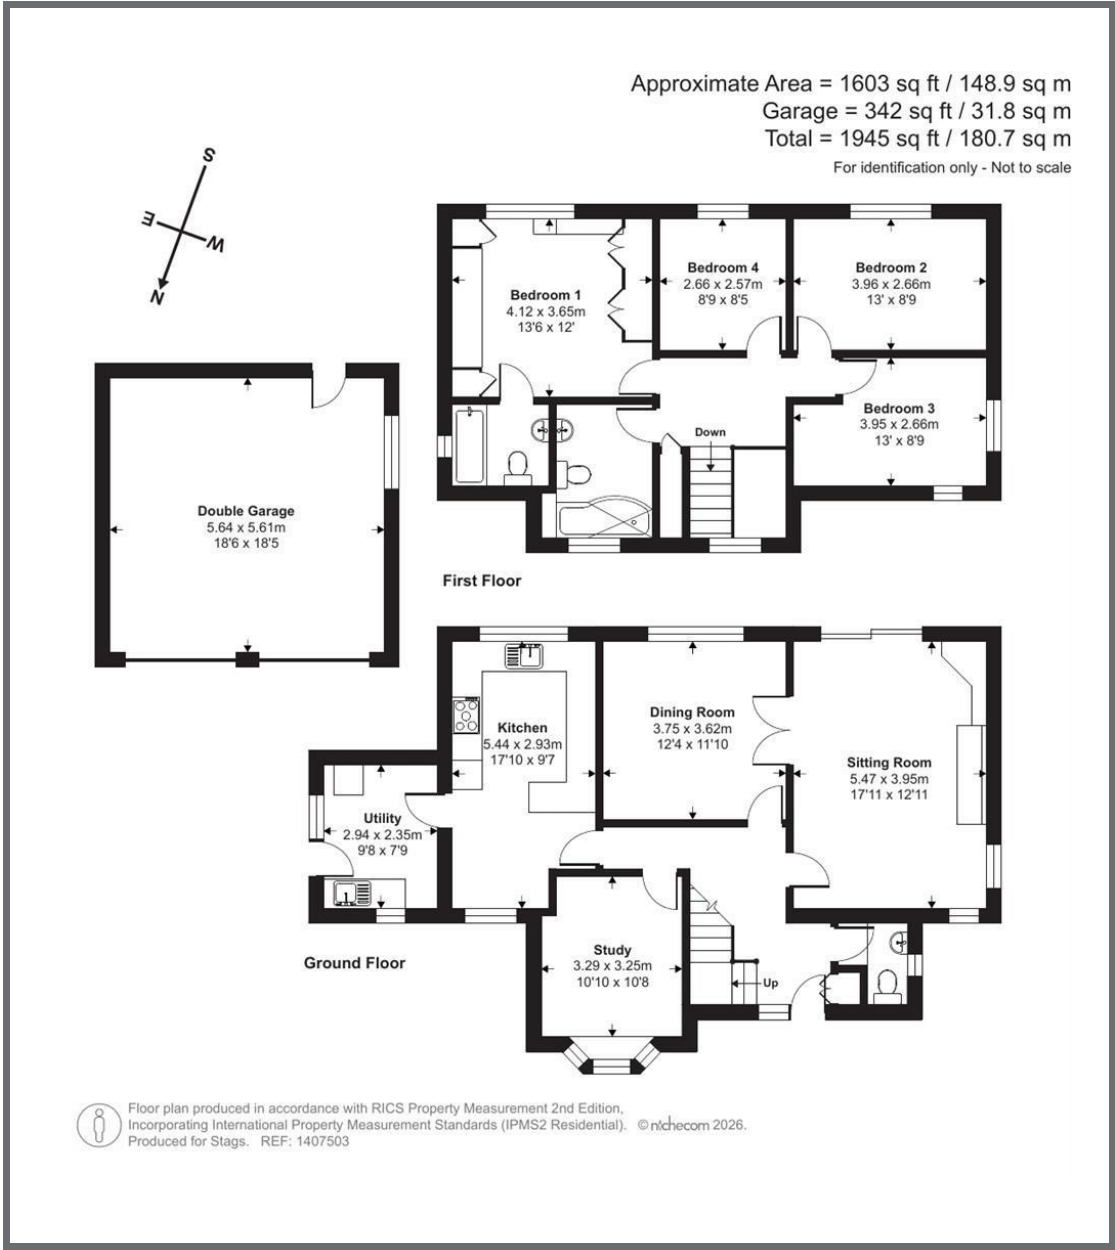 Approximate Area = 1603 sq ft / 148.9 sq m
Garage = 342 sq ft / 31.8 sq m
Total = 1945 sq ft / 180.7 sq m
For identification only - Not to scale
S
E
W
N
Bedroom 1
4.12 x 3.65m
13'6 x 12'
Bedroom 4
2.66 x 2.57m
8'9 x 8'5
Bedroom 2
3.96 x 2.66m
13' x 8'9
Bedroom 3
3.95 x 2.66m
13' x 8'9
Down
Double Garage
5.64 x 5.61m
18'6 x 18'5
First Floor
Kitchen
5.44 x 2.93m
17'10 x 9'7
Dining Room
3.75 x 3.62m
12'4 x 11'10
Sitting Room
5.47 x 3.95m
17'11 x 12'11
Utility
2.94 x 2.35m
9'8 x 7'9
Study
3.29 x 3.25m
10'10 x 10'8
Up
Ground Floor
Floor plan produced in accordance with RICS Property Measurement 2nd Edition,
Incorporating International Property Measurement Standards (IPMS2 Residential). © nichecom 2026.
Produced for Stags. REF: 1407503